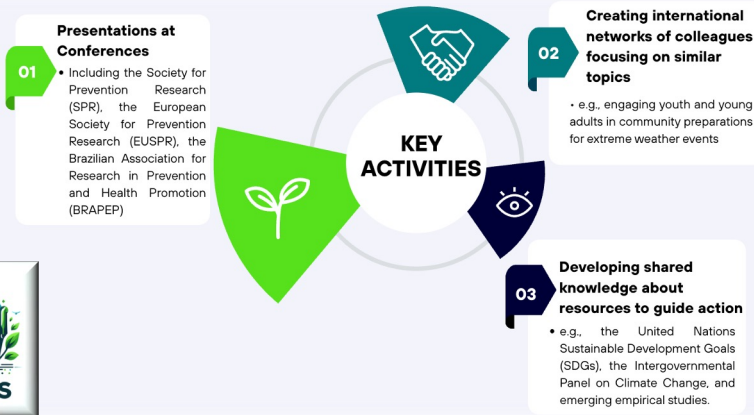 01
Presentations at
Conferences
• Including the Society for
Prevention Research
(SPR), the European
Society for Prevention
Research (EUSPR), the
Brazilian Association for
Research in Prevention
and Health Promotion
(BRAPEP)
KEY
ACTIVITIES
02
Creating international
networks of colleagues
focusing on similar
topics
• e.g., engaging youth and young
adults in community preparations
for extreme weather events
03
Developing shared
knowledge about
resources to guide action
• e.g., the United Nations
Sustainable Development Goals
(SDGs), the Intergovernmental
Panel on Climate Change, and
emerging empirical studies.
S